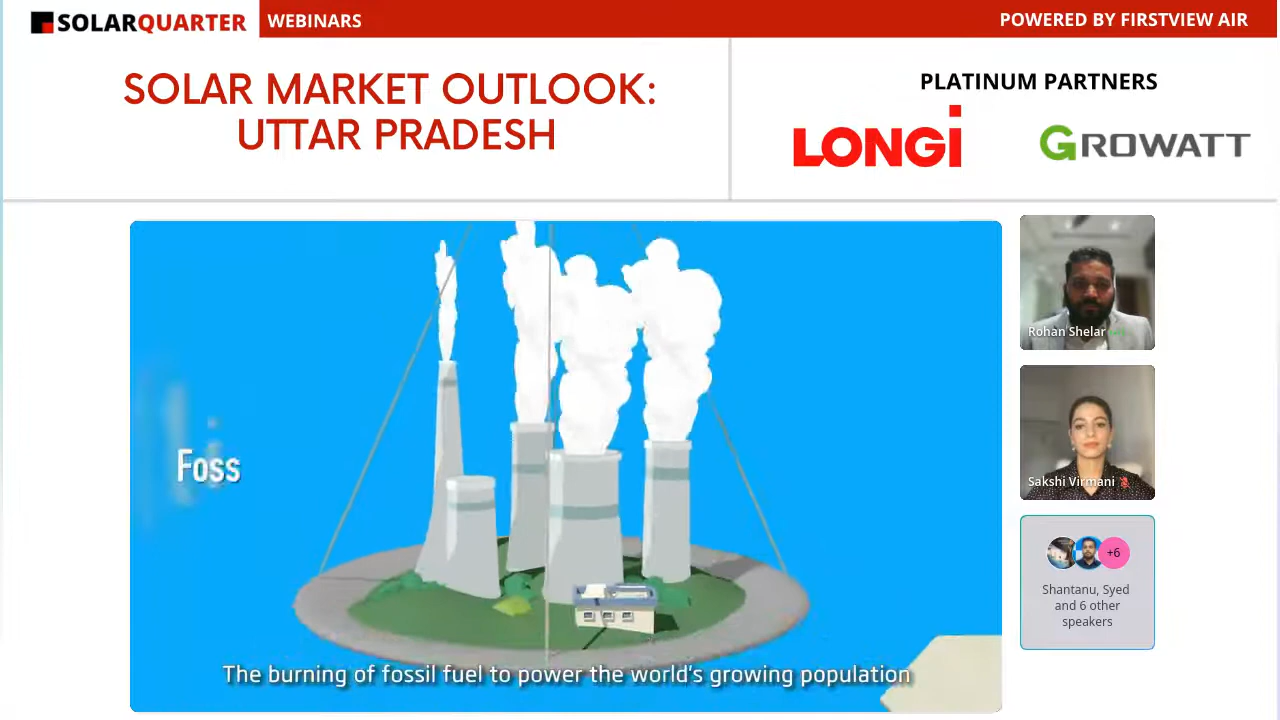 SOLARQUARTER WEBINARS
POWERED BY FIRSTVIEW AIR
SOLAR MARKET OUTLOOK:
UTTAR PRADESH
PLATINUM PARTNERS
LONGi GROWATT
Foss
The burning of fossil fuel to power the world's growing population
Rohan Shelar
Sakshi Virmani
+6
Shantanu, Syed
and 6 other
speakers